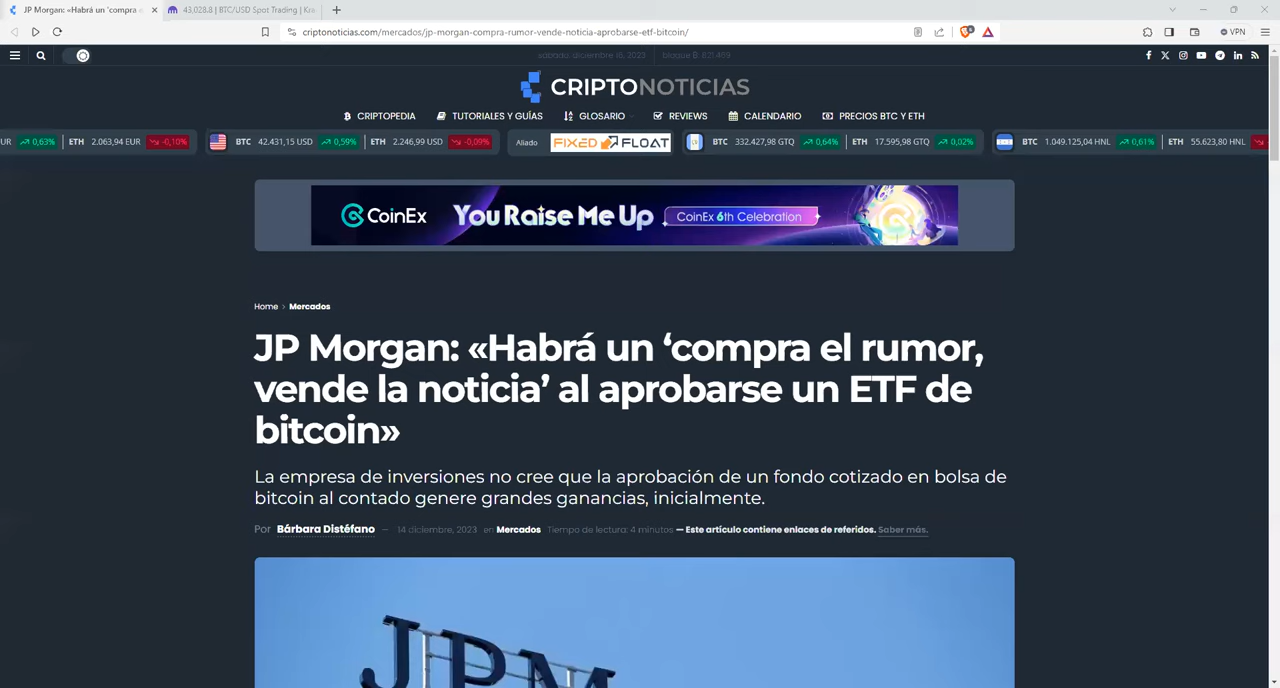 JP Morgan: «Habrá un ‘compra e
43,028.8 | BTC/USD Spot Trading | Kra
criptonoticias.com/mercados/jp-morgan-compra-rumor-vende-noticia-aprobarse-etf-bitcoin/
VPN
sábado, diciembre 16, 2023 bloque ₿: 821.459
CRIPTONOTICIAS
CRIPTOPEDIA TUTORIALES Y GUÍAS GLOSARIO REVIEWS CALENDARIO PRECIOS BTC Y ETH
UR 0,63% ETH 2.063,94 EUR -0,10% BTC 42.431,15 USD 0,59% ETH 2.246,99 USD -0,09% Aliado FIXED FLOAT BTC 332.427,98 GTQ 0,64% ETH 17.595,98 GTQ 0,02% BTC 1.049.125,04 HNL 0,61% ETH 55.623,80 HNL
CoinEx You Raise Me Up CoinEx 6th Celebration
Home > Mercados
JP Morgan: «Habrá un ‘compra el rumor,
vende la noticia’ al aprobarse un ETF de
bitcoin»
La empresa de inversiones no cree que la aprobación de un fondo cotizado en bolsa de
bitcoin al contado genere grandes ganancias, inicialmente.
Por Bárbara Distéfano — 14 diciembre, 2023 en Mercados Tiempo de lectura: 4 minutos — Este artículo contiene enlaces de referidos. Saber más.
JPM